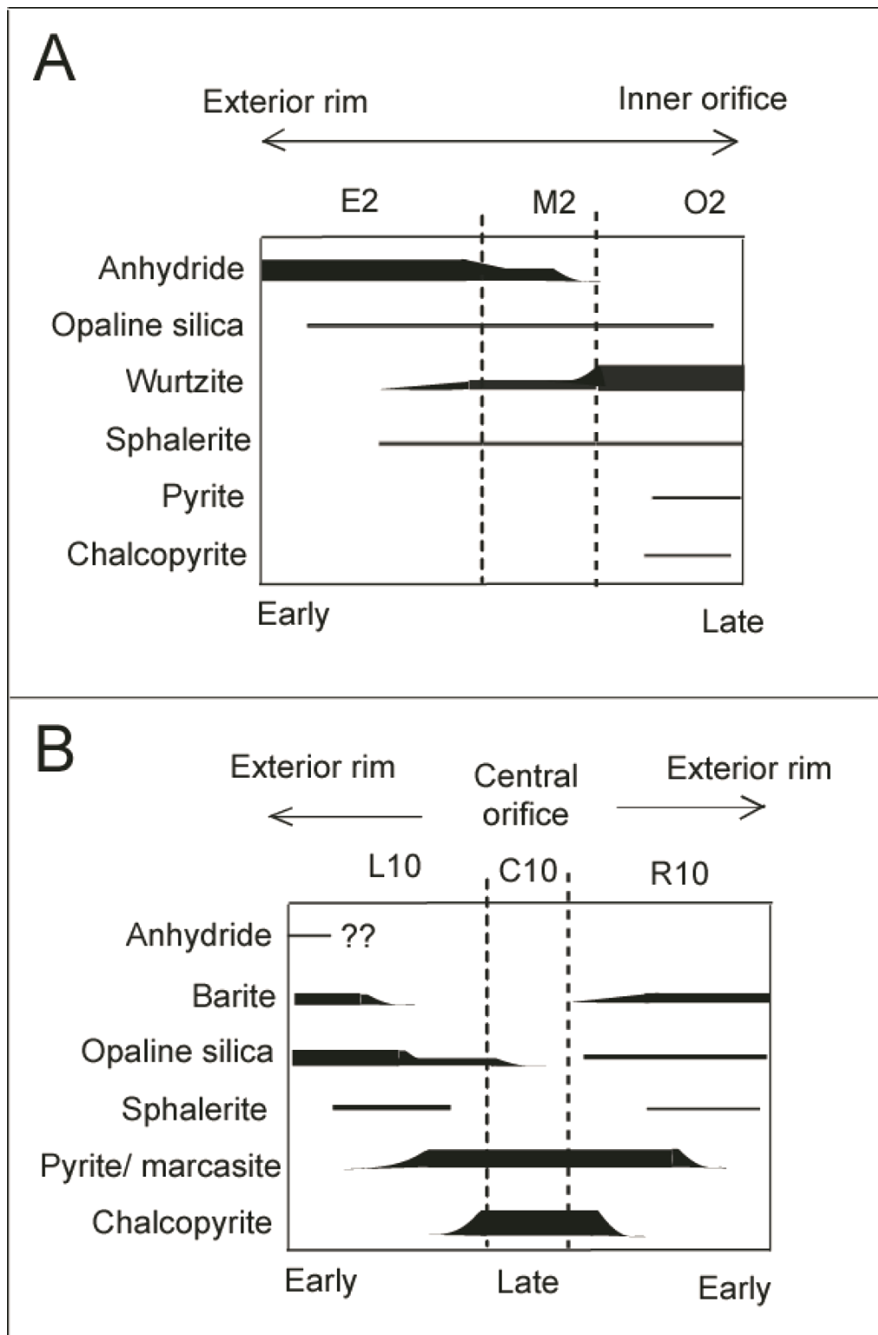 A
Exterior rim
Inner orifice
E2
M2
O2
Anhydride
Opaline silica
Wurtzite
Sphalerite
Pyrite
Chalcopyrite
Early
Late
B
Exterior rim
Central
orifice
Exterior rim
L10
C10
R10
Anhydride
??
Barite
Opaline silica
Sphalerite
Pyrite/ marcasite
Chalcopyrite
Early
Late
Early